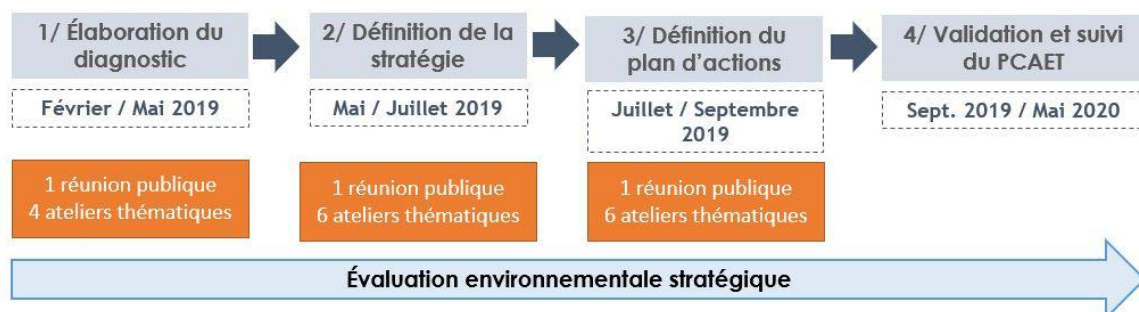 1/ Élaboration du
diagnostic
2/ Définition de la
stratégie
3/ Définition du
plan d’actions
4/ Validation et suivi
du PCAET
Février / Mai 2019
Mai / Juillet 2019
Juillet / Septembre
2019
Sept. 2019 / Mai 2020
1 réunion publique
4 ateliers thématiques
1 réunion publique
6 ateliers thématiques
1 réunion publique
6 ateliers thématiques
Évaluation environnementale stratégique